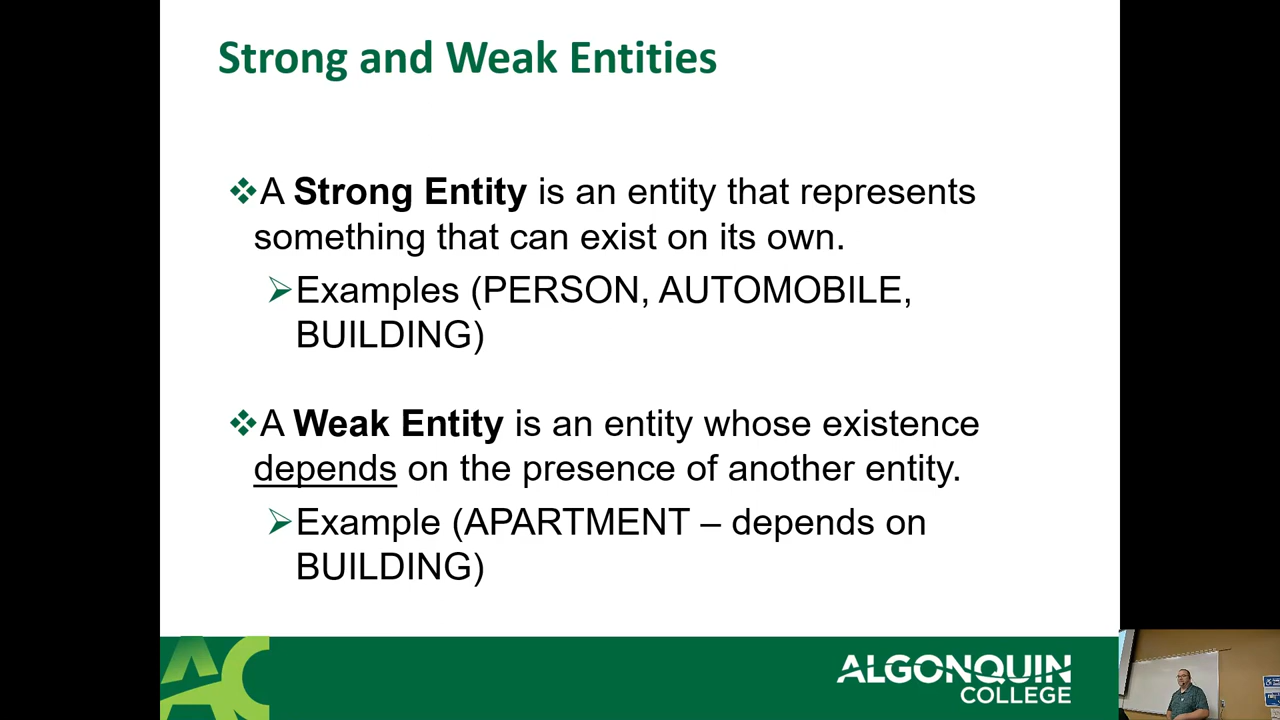 Strong and Weak Entities
❖A Strong Entity is an entity that represents
something that can exist on its own.
➢Examples (PERSON, AUTOMOBILE,
BUILDING)
❖A Weak Entity is an entity whose existence
depends on the presence of another entity.
➢Example (APARTMENT – depends on
BUILDING)
AC
ALGONQUIN
COLLEGE